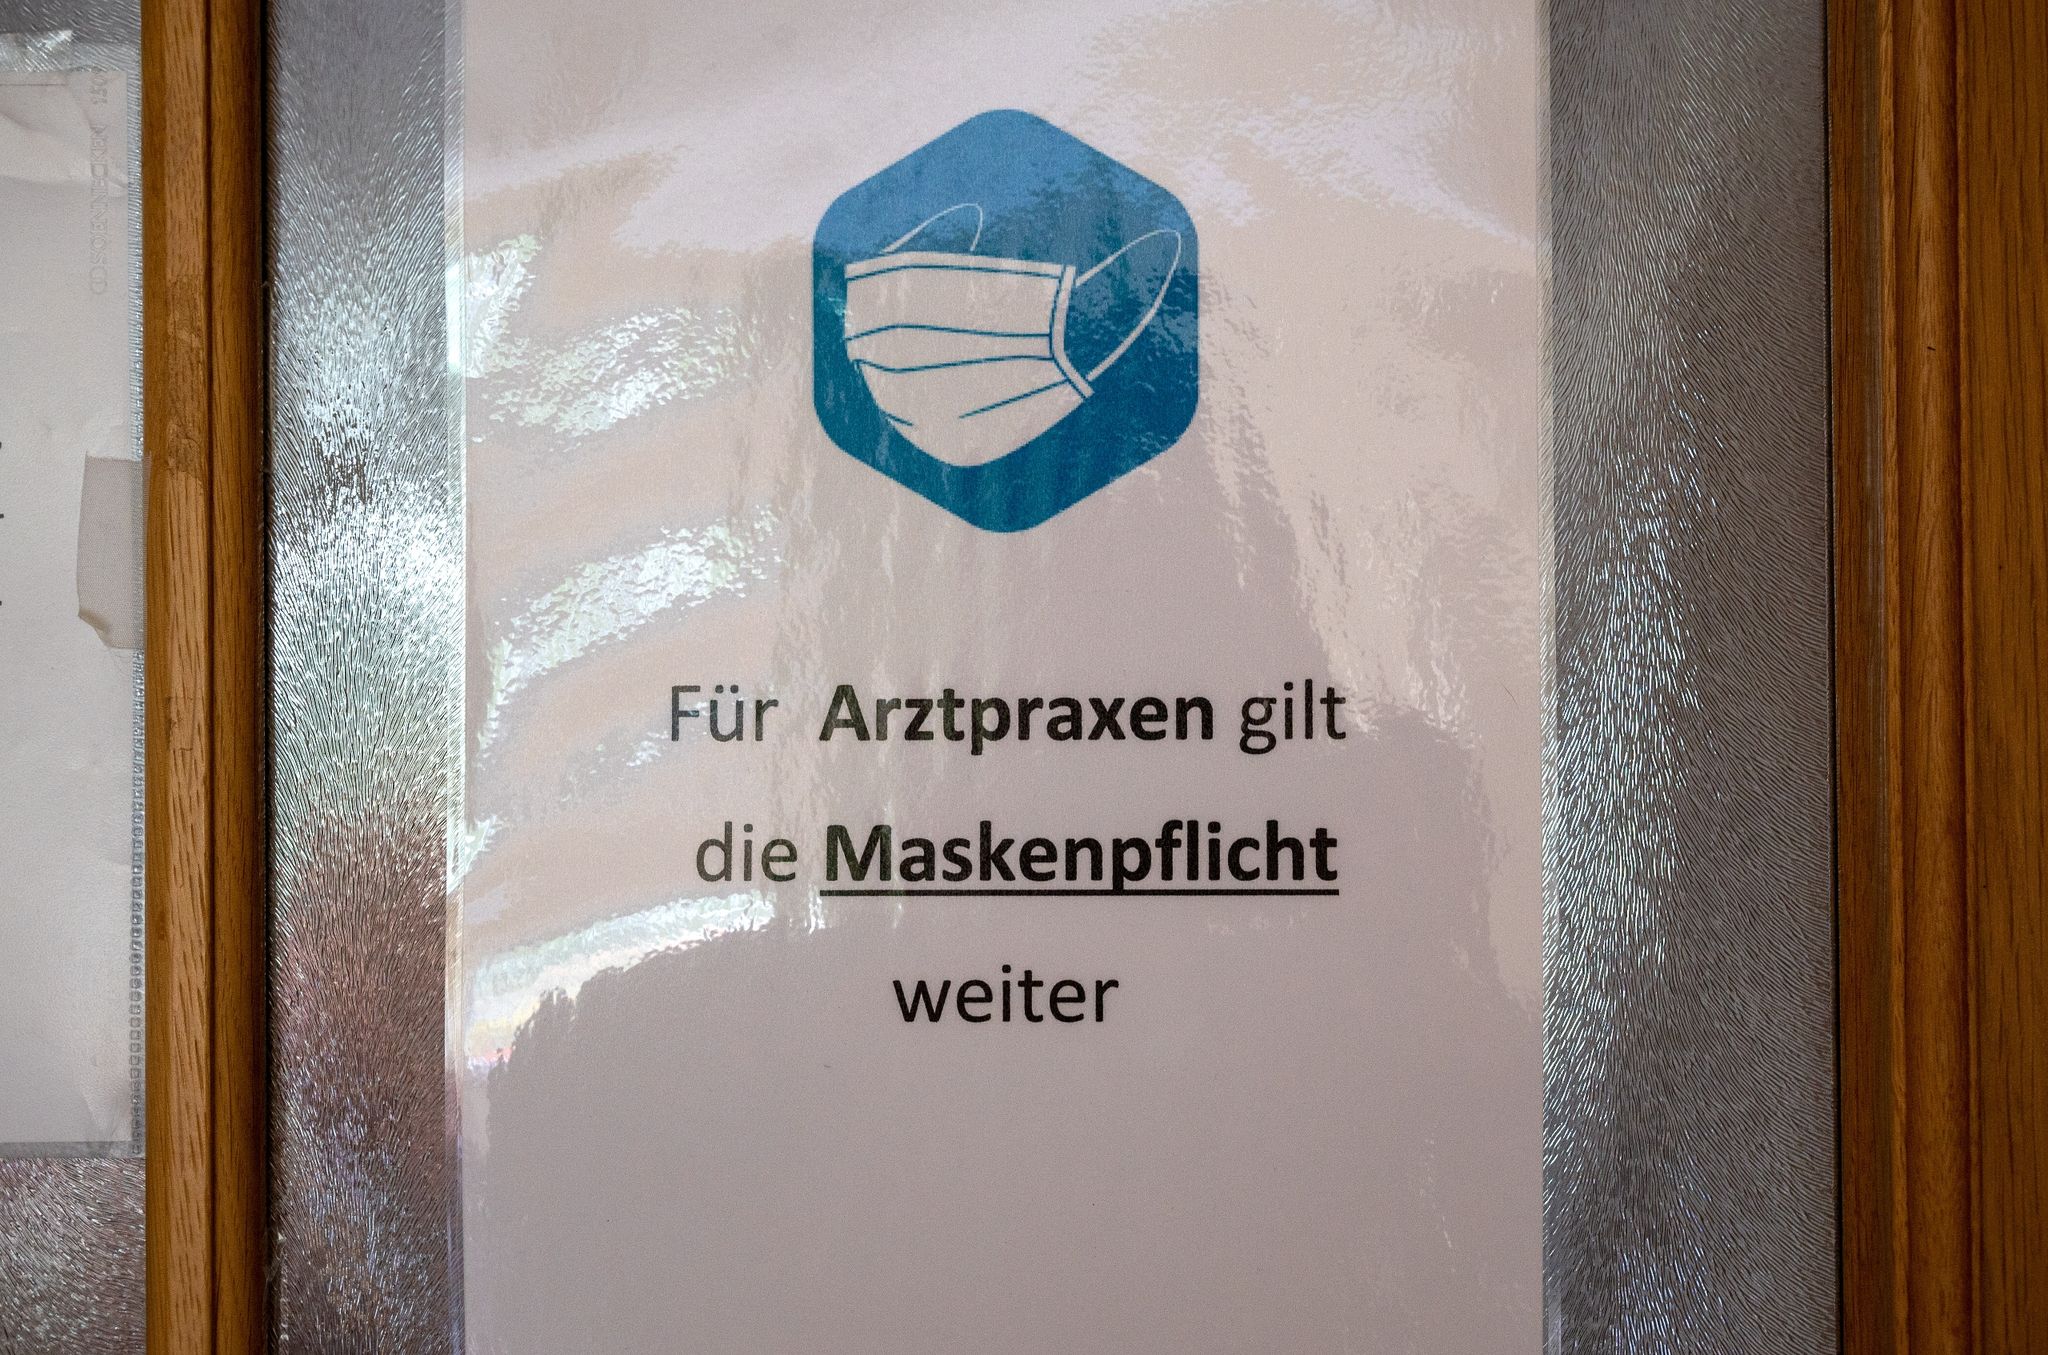 Für Arztpraxen gilt
die Maskenpflicht
weiter